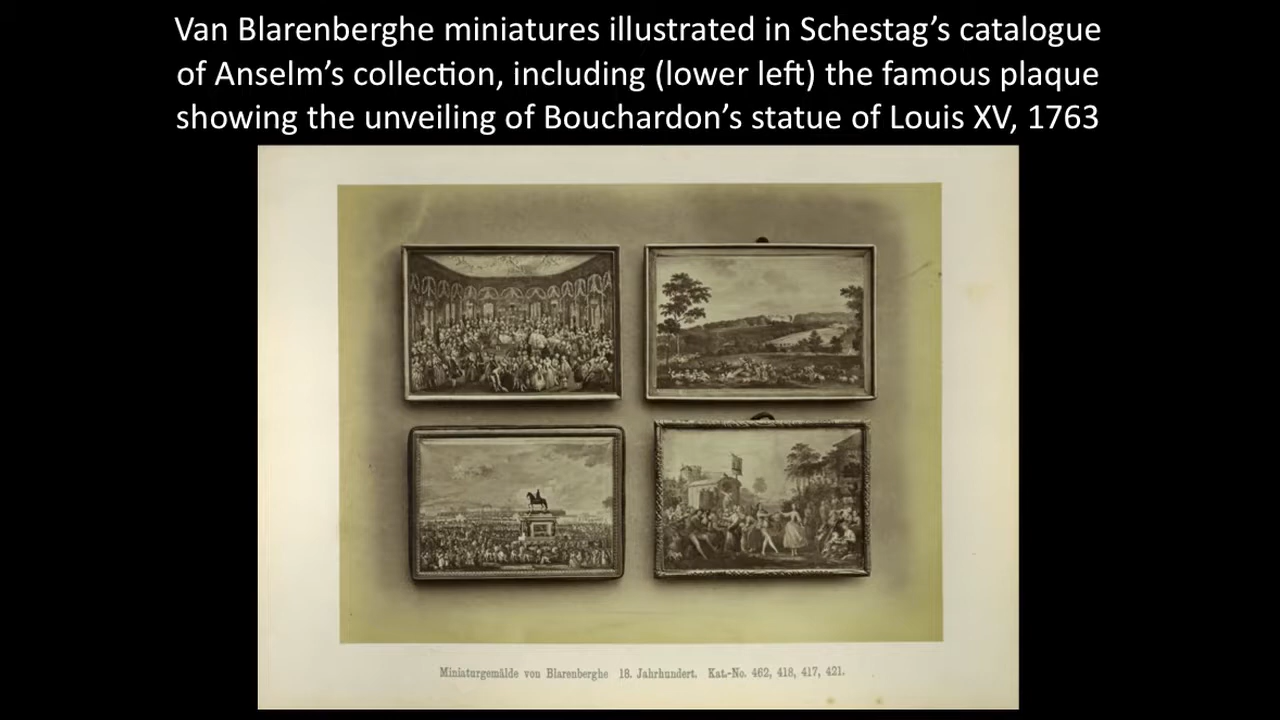 Van Blarenberghe miniatures illustrated in Schestag’s catalogue
of Anselm’s collection, including (lower left) the famous plaque
showing the unveiling of Bouchardon’s statue of Louis XV, 1763
Miniaturgemälde von Blarenberghe 18. Jahrhundert. Kat.-No. 462, 418, 417, 421.